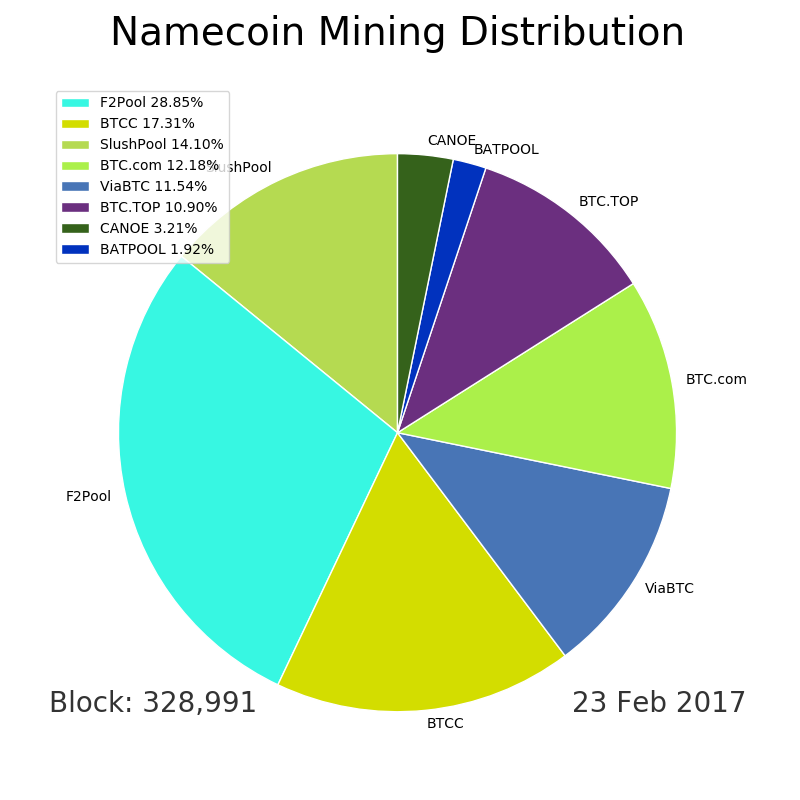 Namecoin Mining Distribution
F2Pool 28.85%
BTCC 17.31%
SlushPool 14.10%
BTC.com 12.18%
ViaBTC 11.54%
BTC.TOP 10.90%
CANOE 3.21%
BATPOOL 1.92%
CANOE
BATPOOL
SlushPool
BTC.TOP
BTC.com
F2Pool
ViaBTC
BTCC
Block: 328,991
23 Feb 2017